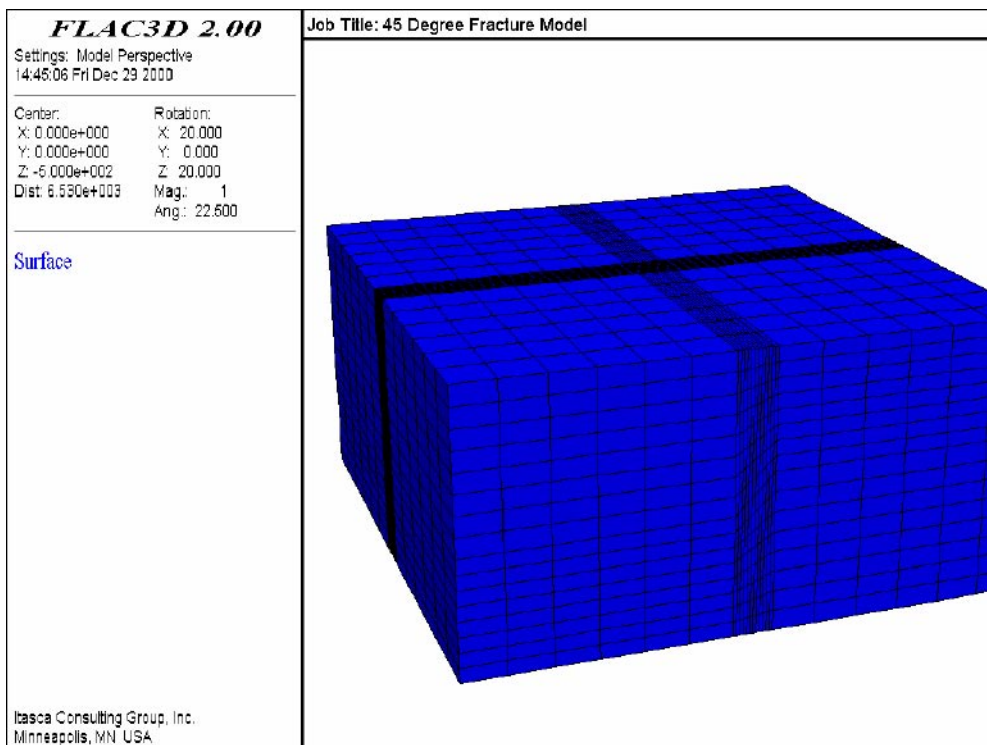 FLAC3D 2.00
Job Title: 45 Degree Fracture Model
Settings: Model Perspective
14:45:06 Fri Dec 29 2000
Center: Rotation:
X: 0.000e+000 X: 20.000
Y: 0.000e+000 Y: 0.000
Z: -5.000e+002 Z: 20.000
Dist: 6.530e+003 Mag.: 1
Ang.: 22.500
Surface
Itasca Consulting Group, Inc.
Minneapolis, MN USA